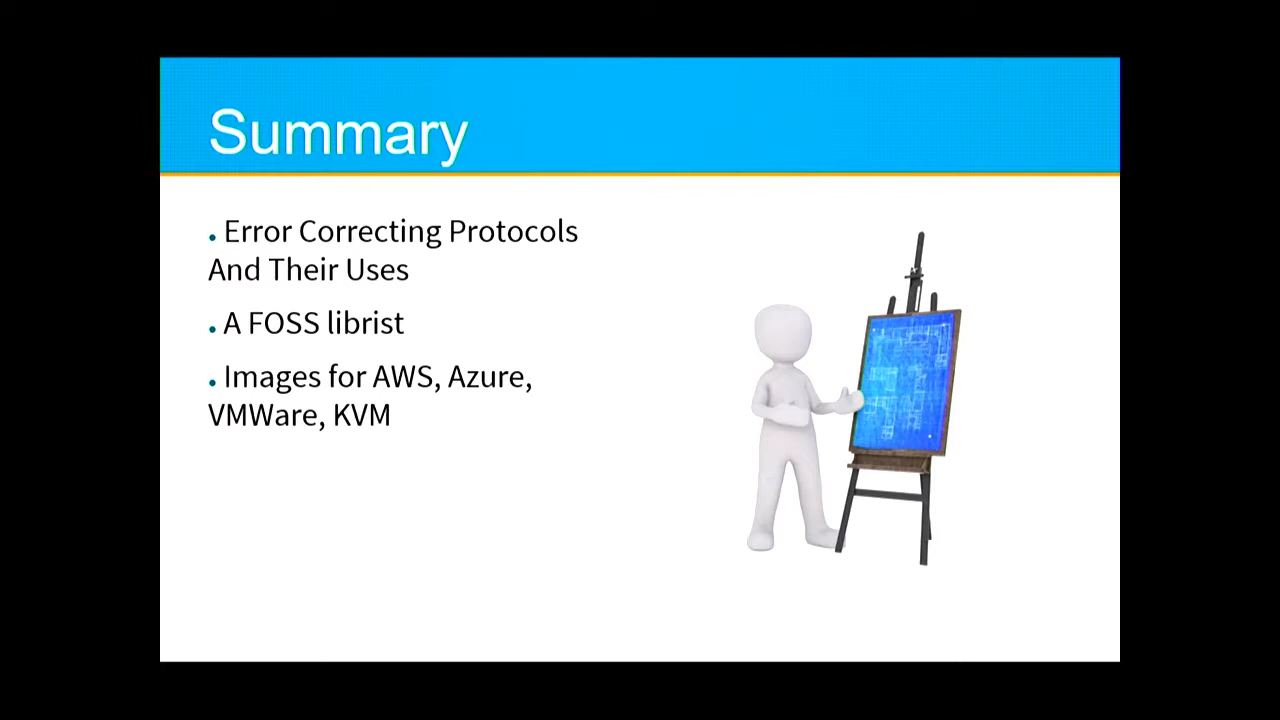 Summary
. Error Correcting Protocols
And Their Uses
. A FOSS librist
. Images for AWS, Azure,
VMWare, KVM